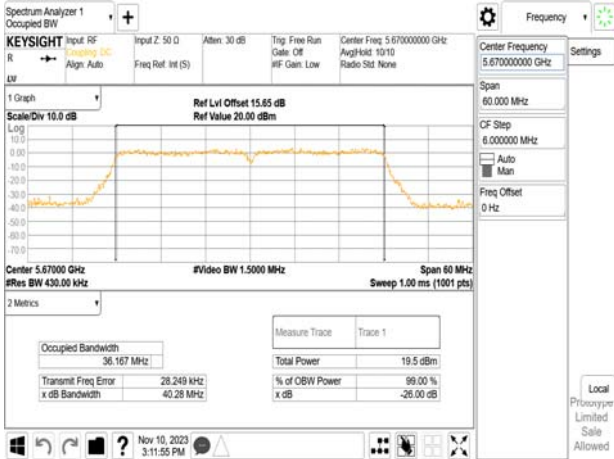 Spectrum Analyzer 1
Occupied BW
+
Frequency
KEYSIGHT Input: RF Input Z: 50 Ω Atten: 30 dB Trig: Free Run Center Freq: 5.670000000 GHz
R Coupling: DC Gate: Off Avg|Hold: 10/10
Align: Auto Freq Ref: Int (S) #IF Gain: Low Radio Std: None
Center Frequency
5.670000000 GHz
Settings
Span
60.000 MHz
CF Step
6.000000 MHz
Auto
Man
Freq Offset
0 Hz
1 Graph
Ref Lvl Offset 15.65 dB
Scale/Div 10.0 dB Ref Value 20.00 dBm
Log
10.0
0.00
-10.0
-20.0
-30.0
-40.0
-50.0
-60.0
-70.0
Center 5.67000 GHz #Video BW 1.5000 MHz Span 60 MHz
#Res BW 430.00 kHz Sweep 1.00 ms (1001 pts)
2 Metrics
Measure Trace Trace 1
Occupied Bandwidth
36.167 MHz Total Power 19.5 dBm
Transmit Freq Error 28.249 kHz % of OBW Power 99.00 %
x dB Bandwidth 40.28 MHz x dB -26.00 dB
Local
Prototype
Limited
Sale
Allowed
? Nov 10, 2023
3:11:55 PM